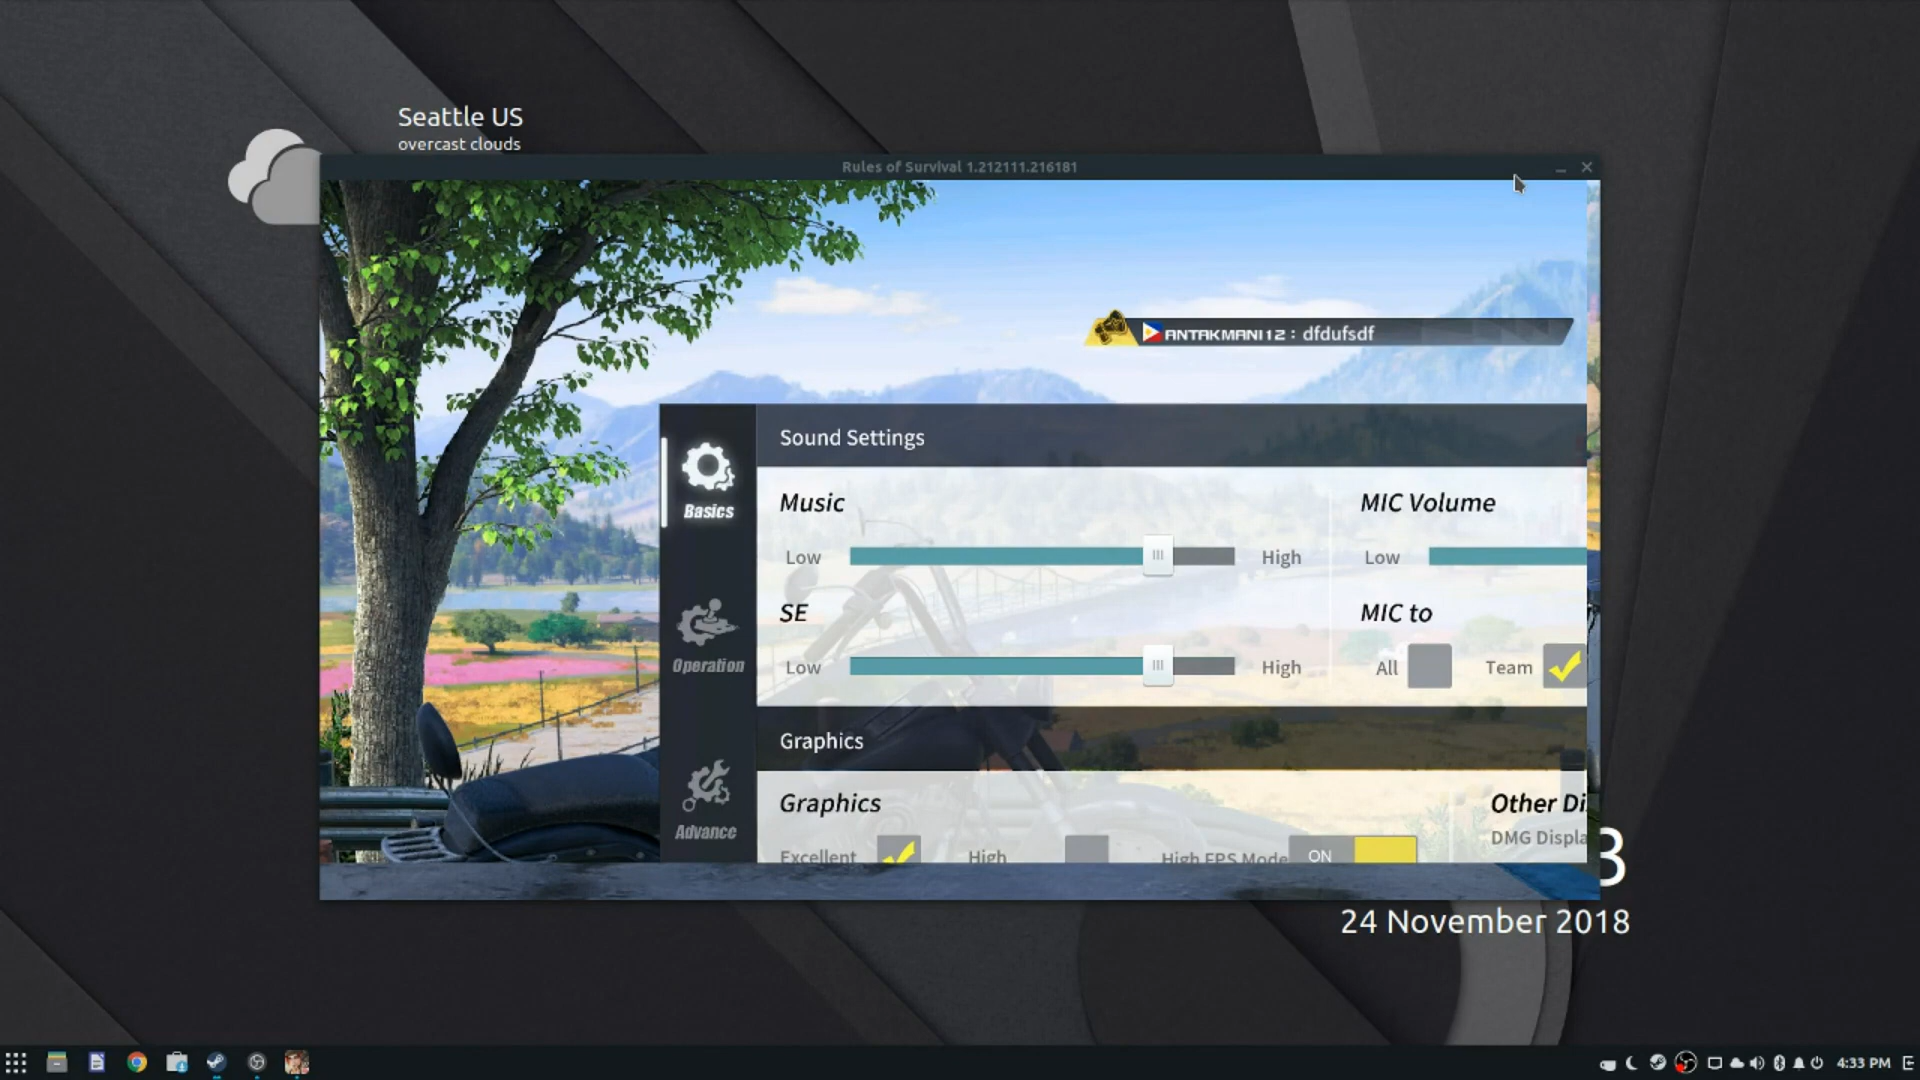 Seattle US
overcast clouds
Rules of Survival 1.212111.216181
ANTAKMANI12 : dfdufsdf
Sound Settings
Basics
Music
MIC Volume
Low
High
Low
SE
MIC to
Low
High
All
Team
Operation
Graphics
Graphics
Other Di
DMG Displa
Advance
Excellent
High
High FPS Mode
ON
3
24 November 2018
4:33 PM